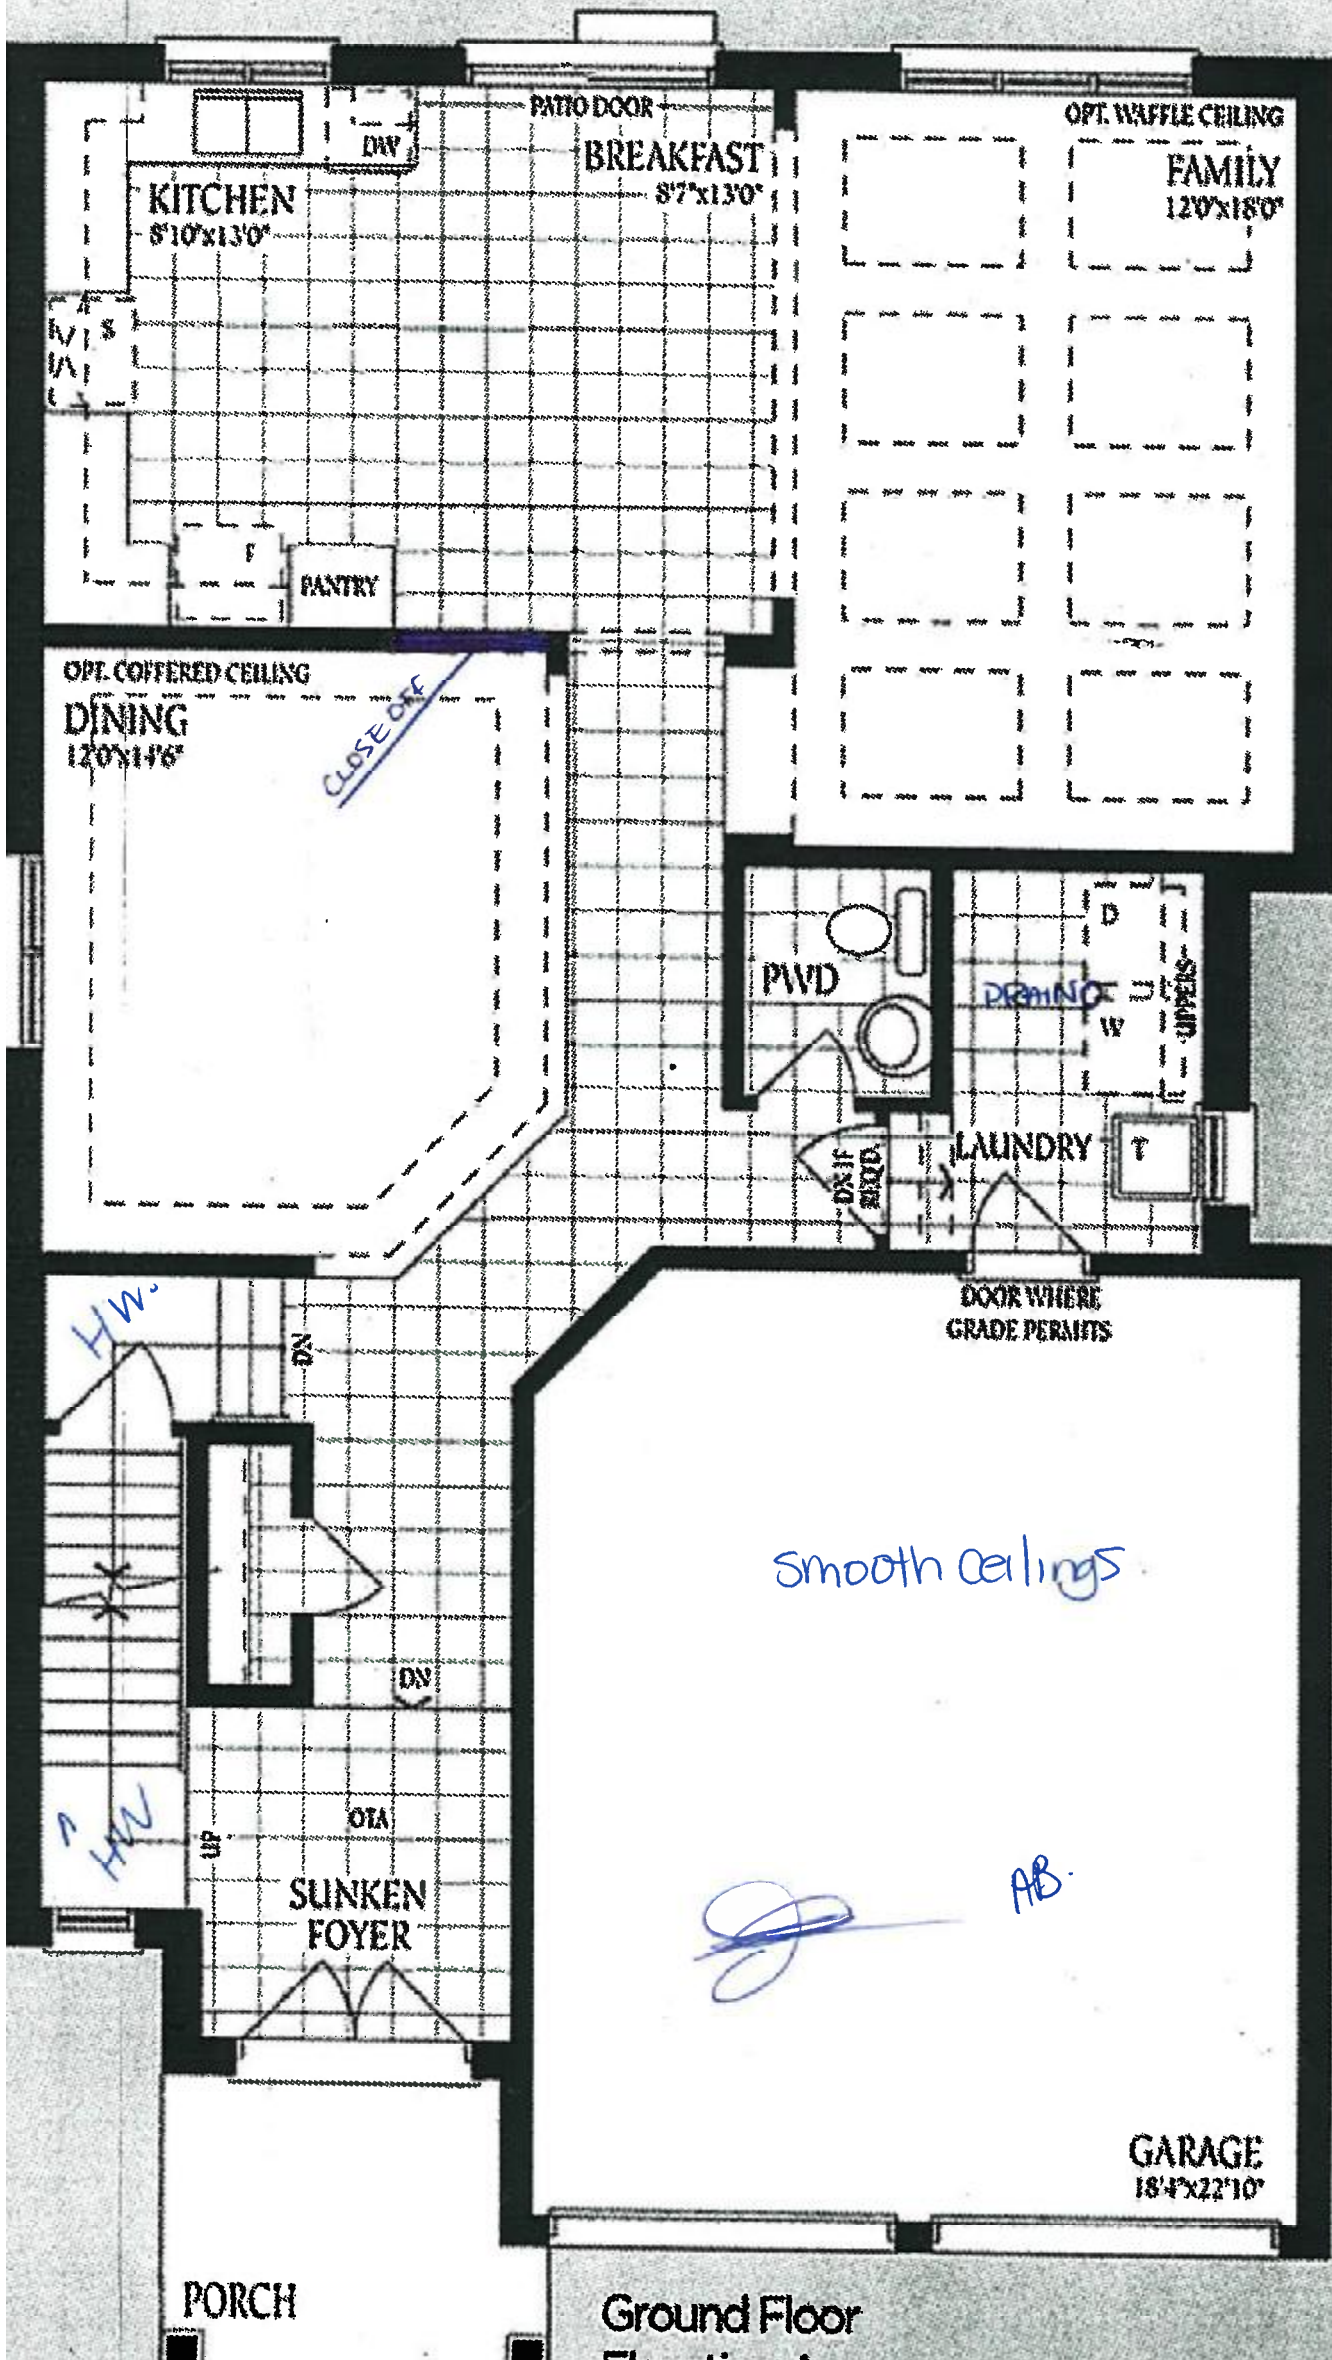 PATIO DOOR
OPT. WAFFLE CEILING
DW
BREAKFAST
8'7"x13'0"
FAMILY
12'0"x18'0"
KITCHEN
8'10"x13'0"
S
F
PANTRY
OPT. COFFERED CEILING
DINING
12'0"x14'6"
CLOSE OFF
D
PWD
W
UPPERS
LAUNDRY
T
DN IF
REQD.
HW.
DN
DOOR WHERE
GRADE PERMITS
Smooth Ceilings
DN
HW
UP
OTA
SUNKEN
FOYER
AB.
GARAGE
18'4"x22'10"
PORCH
Ground Floor